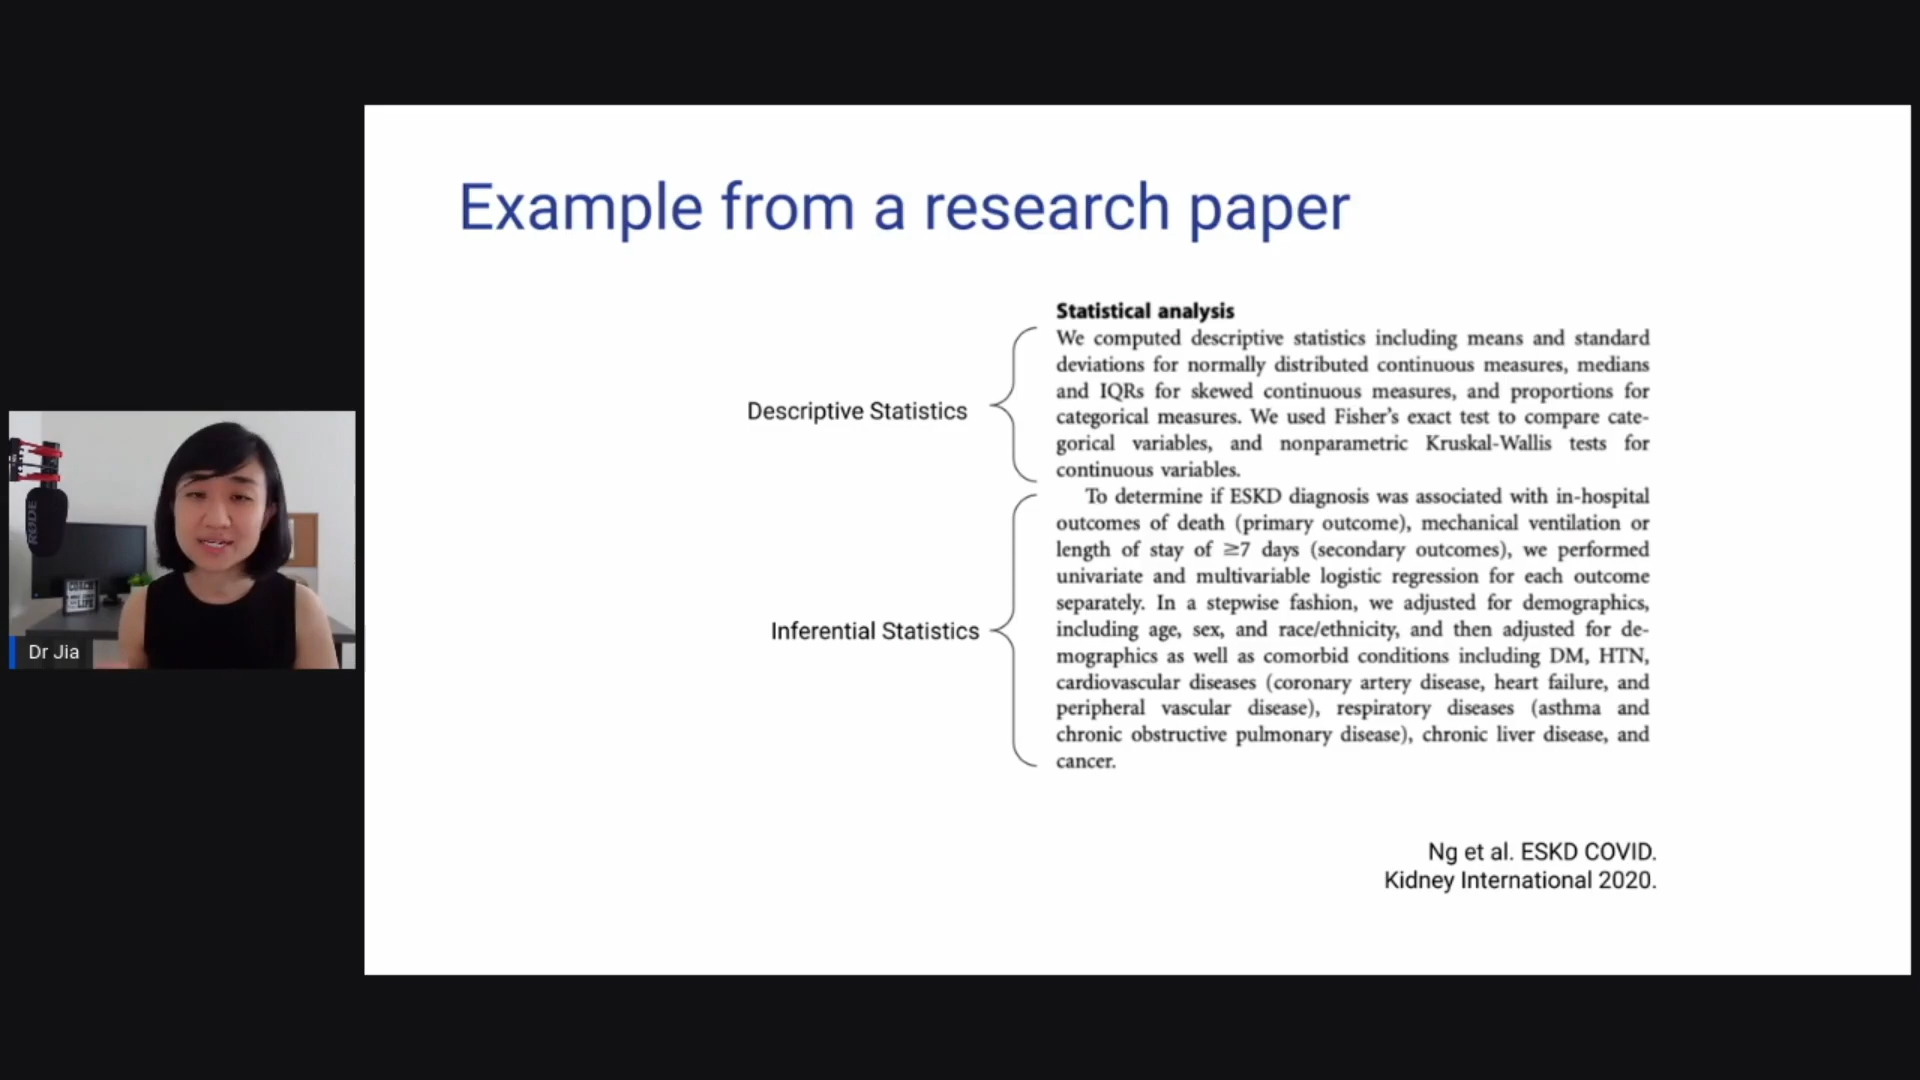 Example from a research paper
Statistical analysis
We computed descriptive statistics including means and standard
deviations for normally distributed continuous measures, medians
and IQRs for skewed continuous measures, and proportions for
categorical measures. We used Fisher's exact test to compare cate-
gorical variables, and nonparametric Kruskal-Wallis tests for
continuous variables.
Descriptive Statistics
To determine if ESKD diagnosis was associated with in-hospital
outcomes of death (primary outcome), mechanical ventilation or
length of stay of ≥7 days (secondary outcomes), we performed
univariate and multivariable logistic regression for each outcome
separately. In a stepwise fashion, we adjusted for demographics,
including age, sex, and race/ethnicity, and then adjusted for de-
mographics as well as comorbid conditions including DM, HTN,
cardiovascular diseases (coronary artery disease, heart failure, and
peripheral vascular disease), respiratory diseases (asthma and
chronic obstructive pulmonary disease), chronic liver disease, and
cancer.
Inferential Statistics
Ng et al. ESKD COVID.
Kidney International 2020.
RØDE
Dr Jia